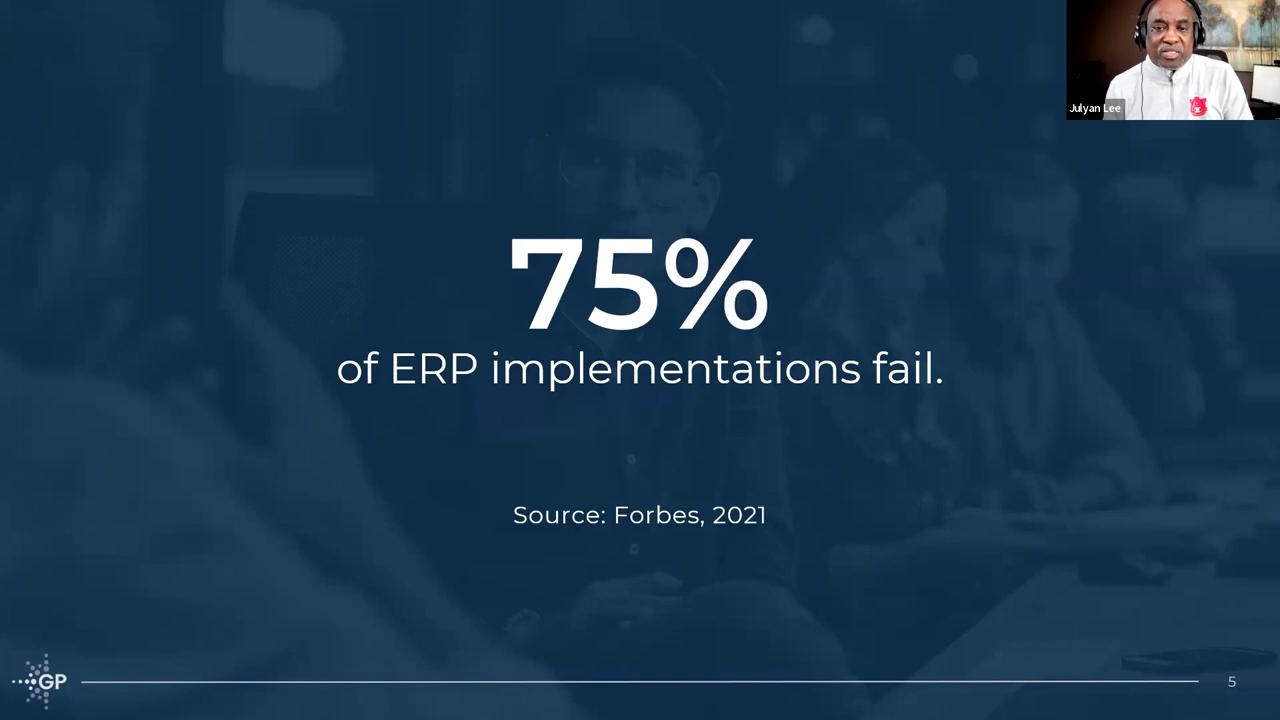 Julyan Lee
75%
of ERP implementations fail.
Source: Forbes, 2021
GP
5